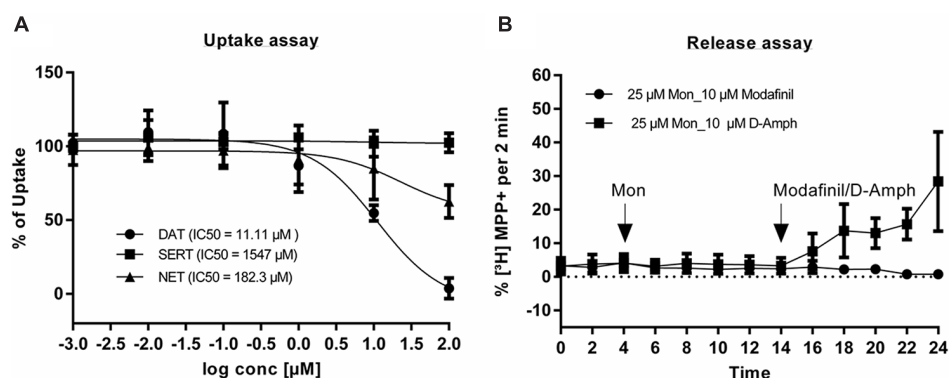 A
Uptake assay
150
100
50
0
% of Uptake
DAT (IC50 = 11.11 µM )
SERT (IC50 = 1547 µM)
NET (IC50 = 182.3 µM)
-3.0 -2.5 -2.0 -1.5 -1.0 -0.5 0.0 0.5 1.0 1.5 2.0
log conc [µM]
B
Release assay
60
50
40
30
20
10
0
-10
% [³H] MPP+ per 2 min
25 µM Mon_10 µM Modafinil
25 µM Mon_10 µM D-Amph
Mon
Modafinil/D-Amph
0 2 4 6 8 10 12 14 16 18 20 22 24
Time